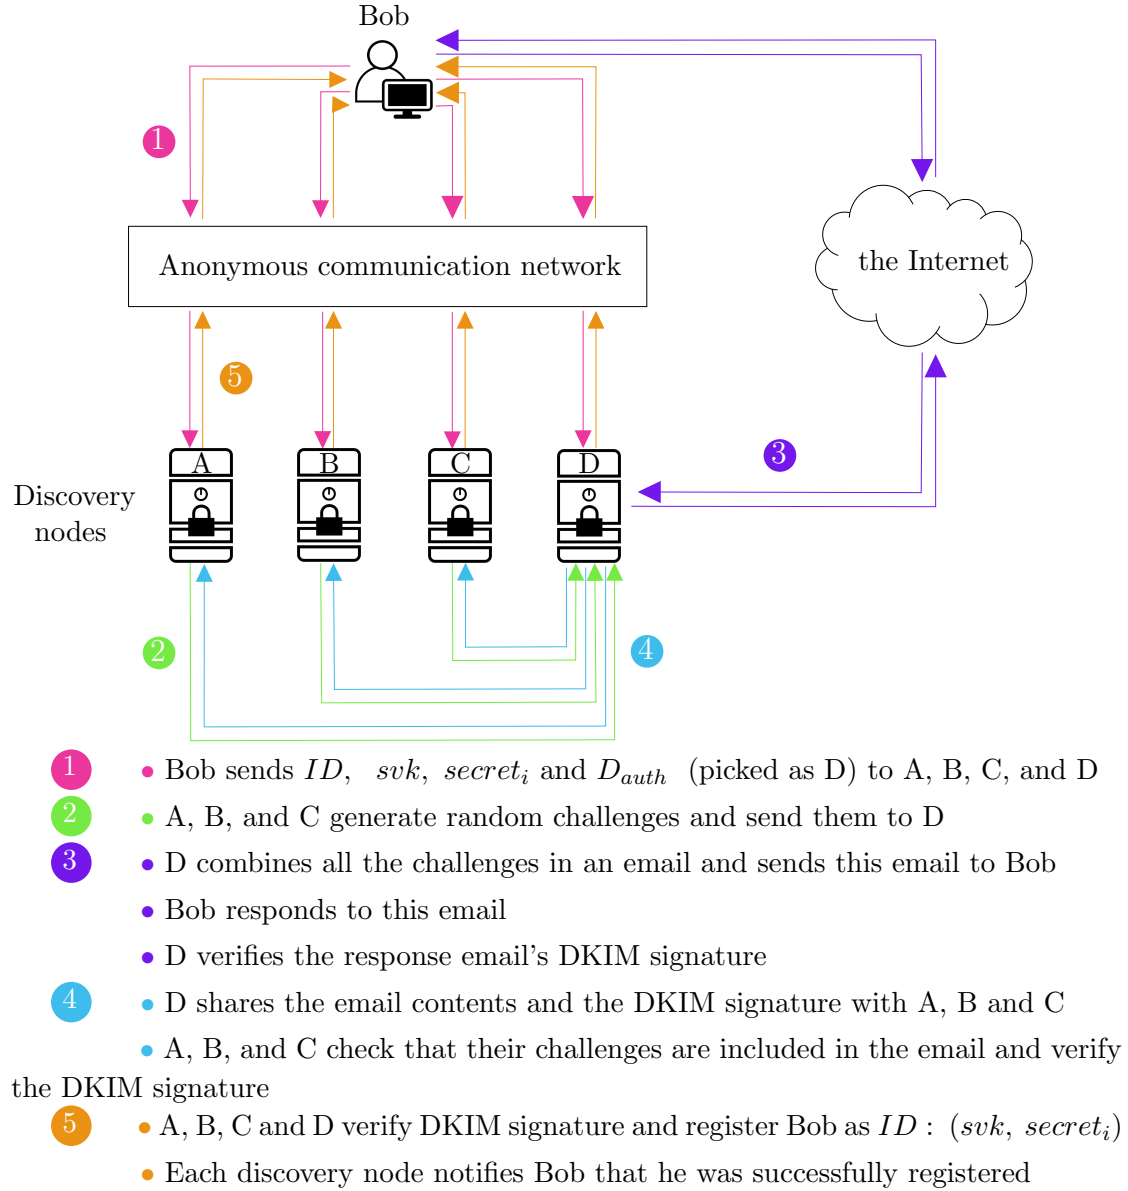 Bob
1
Anonymous communication network
the Internet
5
3
A B C D
Discovery
nodes
2
4
1 • Bob sends ID, svk, secret_i and D_auth (picked as D) to A, B, C, and D
2 • A, B, and C generate random challenges and send them to D
3 • D combines all the challenges in an email and sends this email to Bob
• Bob responds to this email
• D verifies the response email's DKIM signature
4 • D shares the email contents and the DKIM signature with A, B and C
• A, B, and C check that their challenges are included in the email and verify
the DKIM signature
5 • A, B, C and D verify DKIM signature and register Bob as ID : (svk, secret_i)
• Each discovery node notifies Bob that he was successfully registered